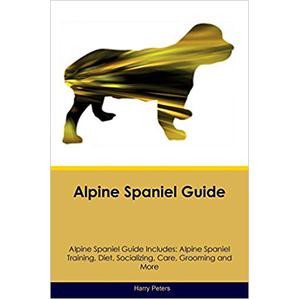 Alpine Spaniel Guide
Alpine Spaniel Guide Includes: Alpine Spaniel
Training, Diet, Socializing, Care, Grooming and
More
Harry Peters